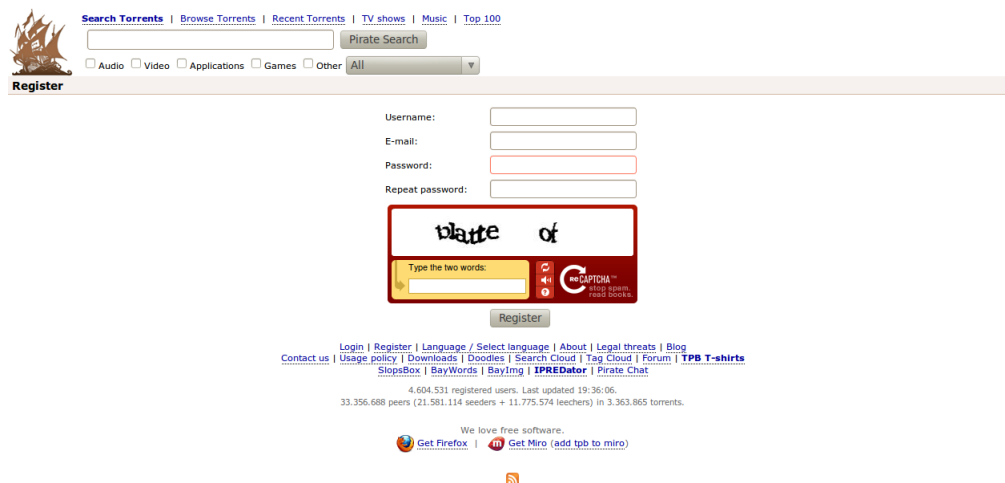 Search Torrents | Browse Torrents | Recent Torrents | TV shows | Music | Top 100
Pirate Search
Audio Video Applications Games Other All
Register
Username:
E-mail:
Password:
Repeat password:
of
Type the two words:
reCAPTCHA™
stop spam.
read books.
Register
Login | Register | Language / Select language | About | Legal threats | Blog
Contact us | Usage policy | Downloads | Doodles | Search Cloud | Tag Cloud | Forum | TPB T-shirts
SlopsBox | BayWords | BayImg | IPREDator | Pirate Chat
4.604.531 registered users. Last updated 19:36:06.
33.356.688 peers (21.581.114 seeders + 11.775.574 leechers) in 3.363.865 torrents.
We love free software.
Get Firefox | Get Miro (add tpb to miro)